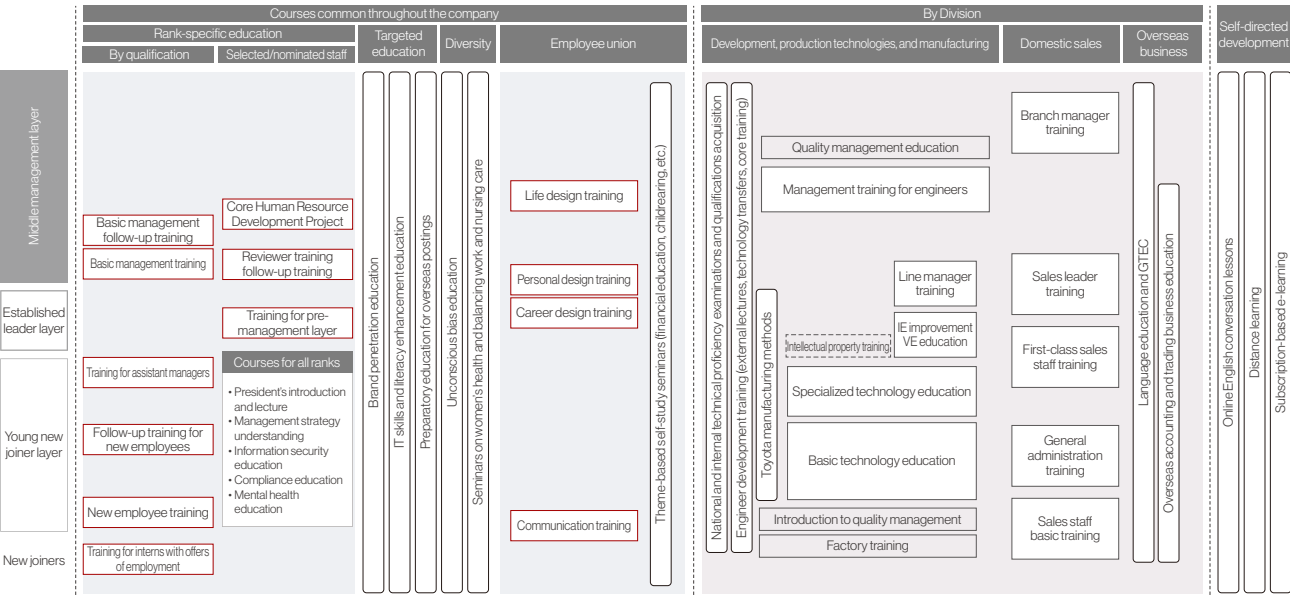 Courses common throughout the company
By Division
Self-directed
development
Rank-specific education
Targeted
education
Diversity
Employee union
Development, production technologies, and manufacturing
Domestic sales
Overseas
business
By qualification
Selected/nominated staff
Middle management layer
Established
leader layer
Young new
joiner layer
New joiners
Basic management
follow-up training
Basic management training
Training for assistant managers
Follow-up training for
new employees
New employee training
Training for interns with offers
of employment
Core Human Resource
Development Project
Reviewer training
follow-up training
Training for pre-
management layer
Courses for all ranks
• President's introduction
and lecture
• Management strategy
understanding
• Information security
education
• Compliance education
• Mental health
education
Brand penetration education
IT skills and literacy enhancement education
Preparatory education for overseas postings
Unconscious bias education
Seminars on women's health and balancing work and nursing care
Life design training
Personal design training
Career design training
Communication training
Theme-based self-study seminars (financial education, childrearing, etc.)
National and internal technical proficiency examinations and qualifications acquisition
Engineer development training (external lectures, technology transfers, core training)
Toyota manufacturing methods
Quality management education
Management training for engineers
Line manager
training
IE improvement
VE education
Intellectual property training
Specialized technology education
Basic technology education
Introduction to quality management
Factory training
Branch manager
training
Sales leader
training
First-class sales
staff training
General
administration
training
Sales staff
basic training
Language education and GTEC
Overseas accounting and trading business education
Online English conversation lessons
Distance learning
Subscription-based e-learning